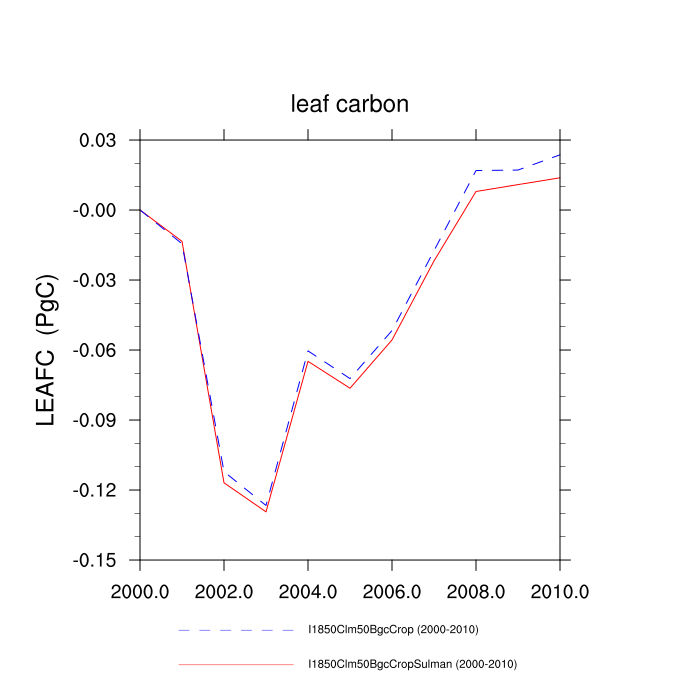 leaf carbon
0.03
-0.00
-0.03
-0.06
-0.09
-0.12
-0.15
LEAFC (PgC)
2000.0 2002.0 2004.0 2006.0 2008.0 2010.0
I1850Clm50BgcCrop (2000-2010)
I1850Clm50BgcCropSulman (2000-2010)